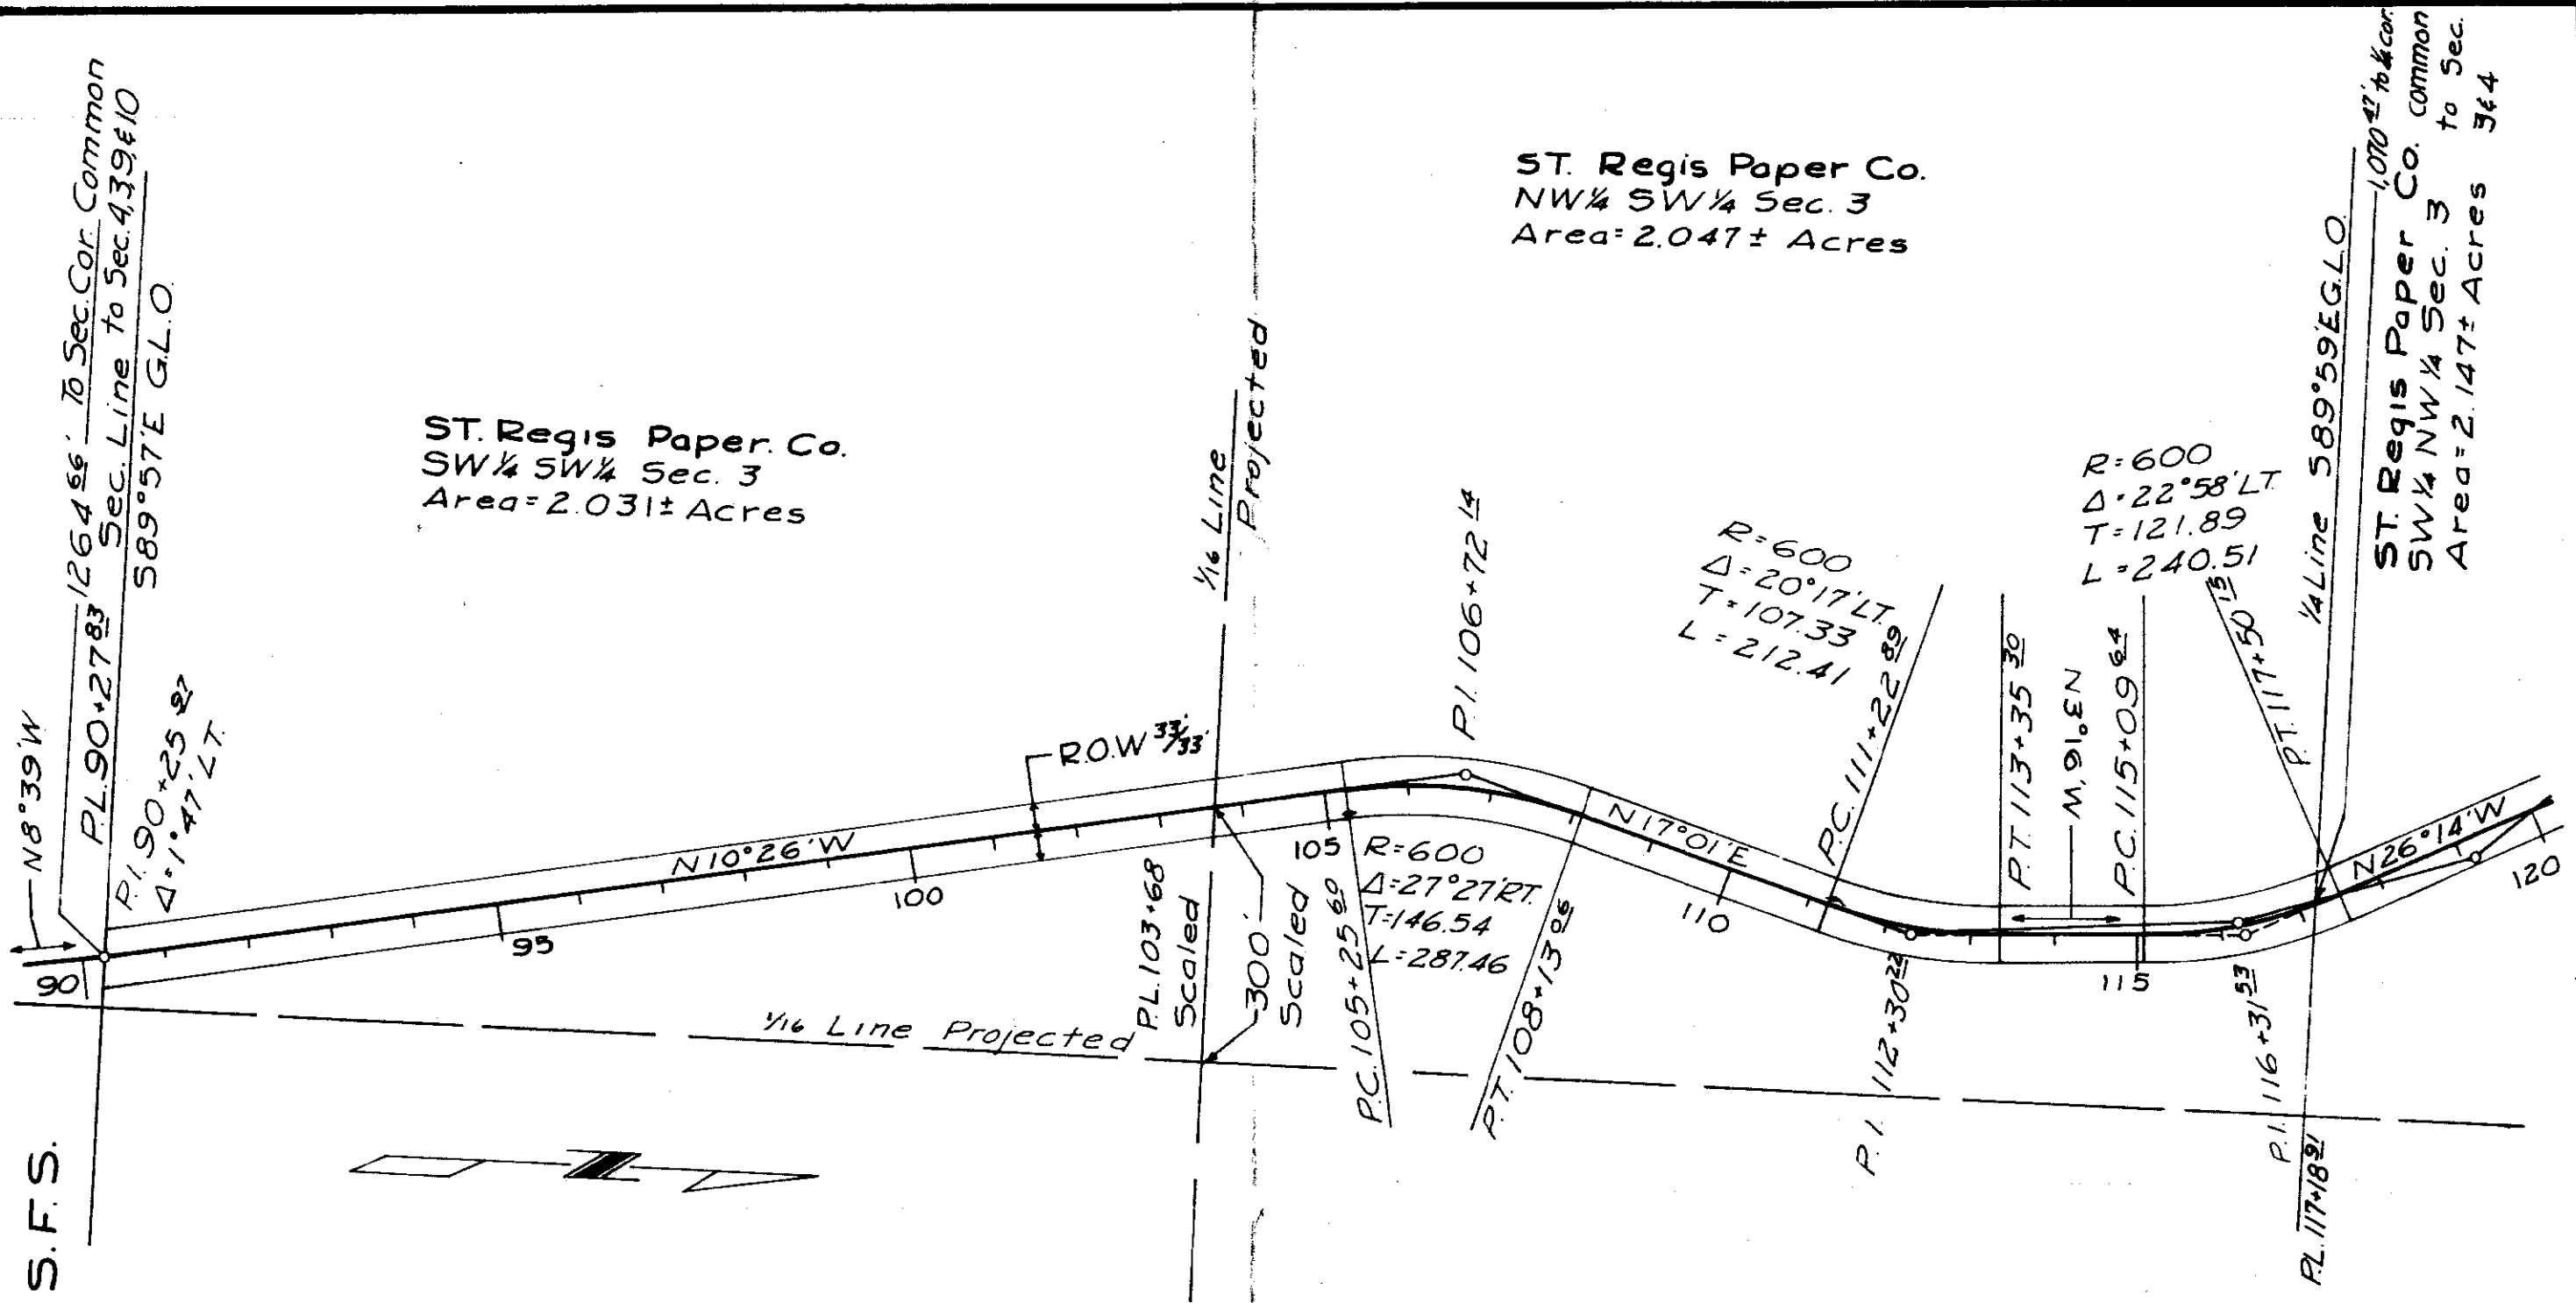 N8°39'W
1264 66' To Sec. Cor. Common
P.L. 90+27 83 Sec. Line to Sec. 4,3,9,&10
S89°57'E G.L.O.
P.I. 90+25 97
Δ=1°47' LT.
ST. Regis Paper. Co.
SW¼ SW¼ Sec. 3
Area=2.031± Acres
ST. Regis Paper Co.
NW¼ SW¼ Sec. 3
Area=2.047± Acres
1,070 47' to ¼ cor.
common
to Sec.
3&4
ST. Regis Paper Co.
SW¼ NW¼ Sec. 3
Area=2.147± Acres
¼ Line S89°59'E G.L.O.
1/16 Line
Projected
R.O.W 33'/33'
P.I. 106+72 14
R=600
Δ=20°17' LT.
T=107.33
L=212.41
P.C. 111+22 89
P.T. 113+35 30
N3°16'W
P.C. 115+09 64
R=600
Δ=22°58' LT.
T=121.89
L=240.51
P.T. 117+50 15
N10°26'W
N17°01'E
N26°14'W
90
95
100
105
110
115
120
P.L. 103+68
Scaled
300'
Scaled
P.C. 105+25 60
R=600
Δ=27°27' RT.
T=146.54
L=287.46
P.T. 108+13 06
P.I. 112+30 22
P.I. 116+31 53
P.L. 117+18 91
1/16 Line Projected
S.F.S.